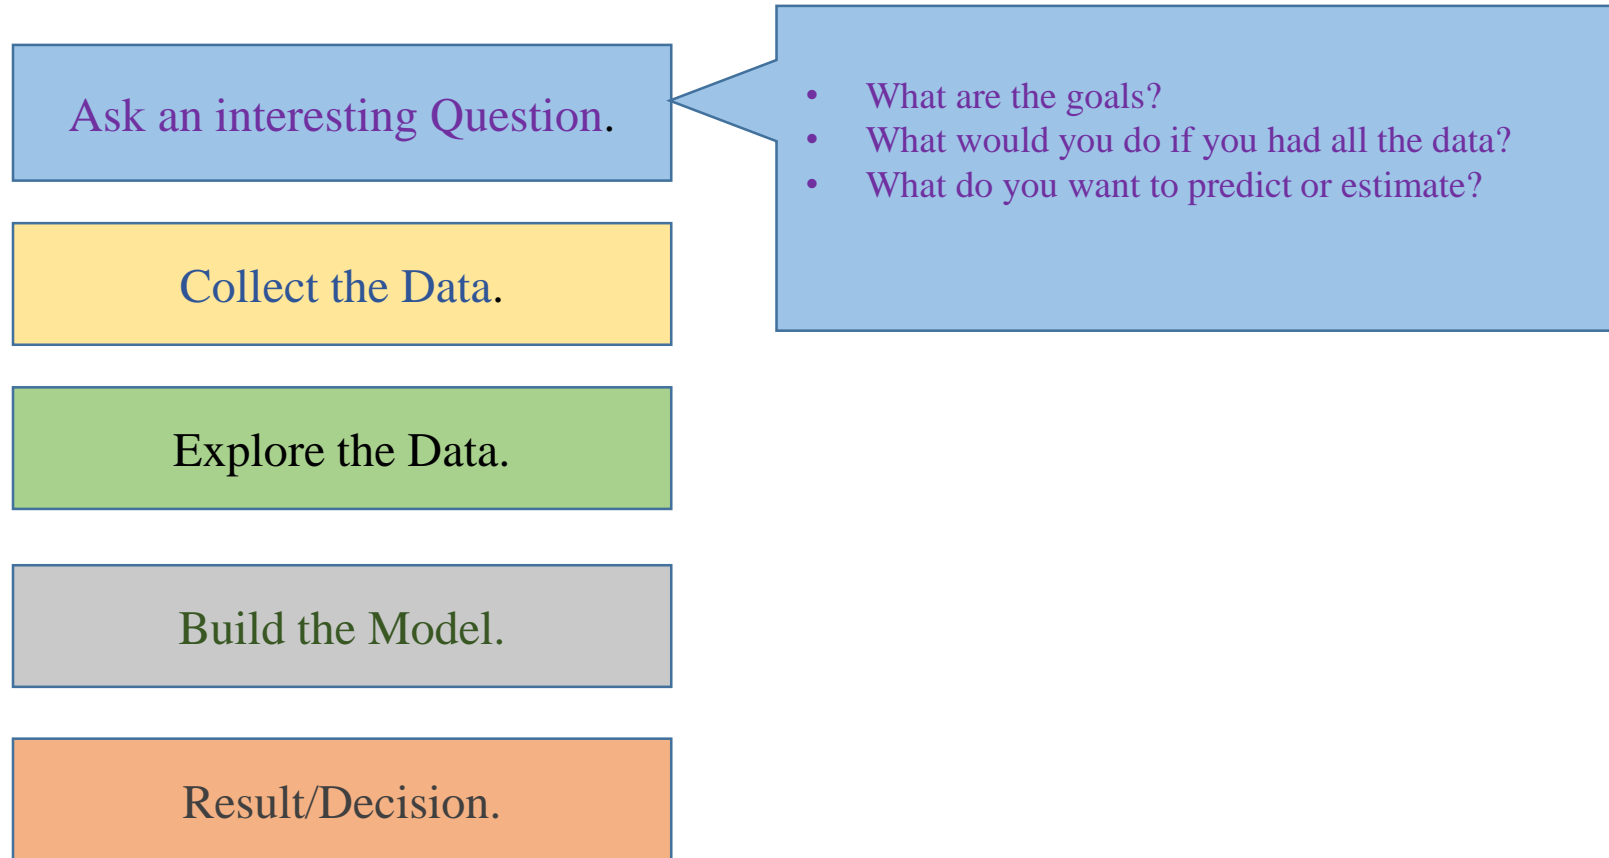 Ask an interesting Question.
• What are the goals?
• What would you do if you had all the data?
• What do you want to predict or estimate?
Collect the Data.
Explore the Data.
Build the Model.
Result/Decision.